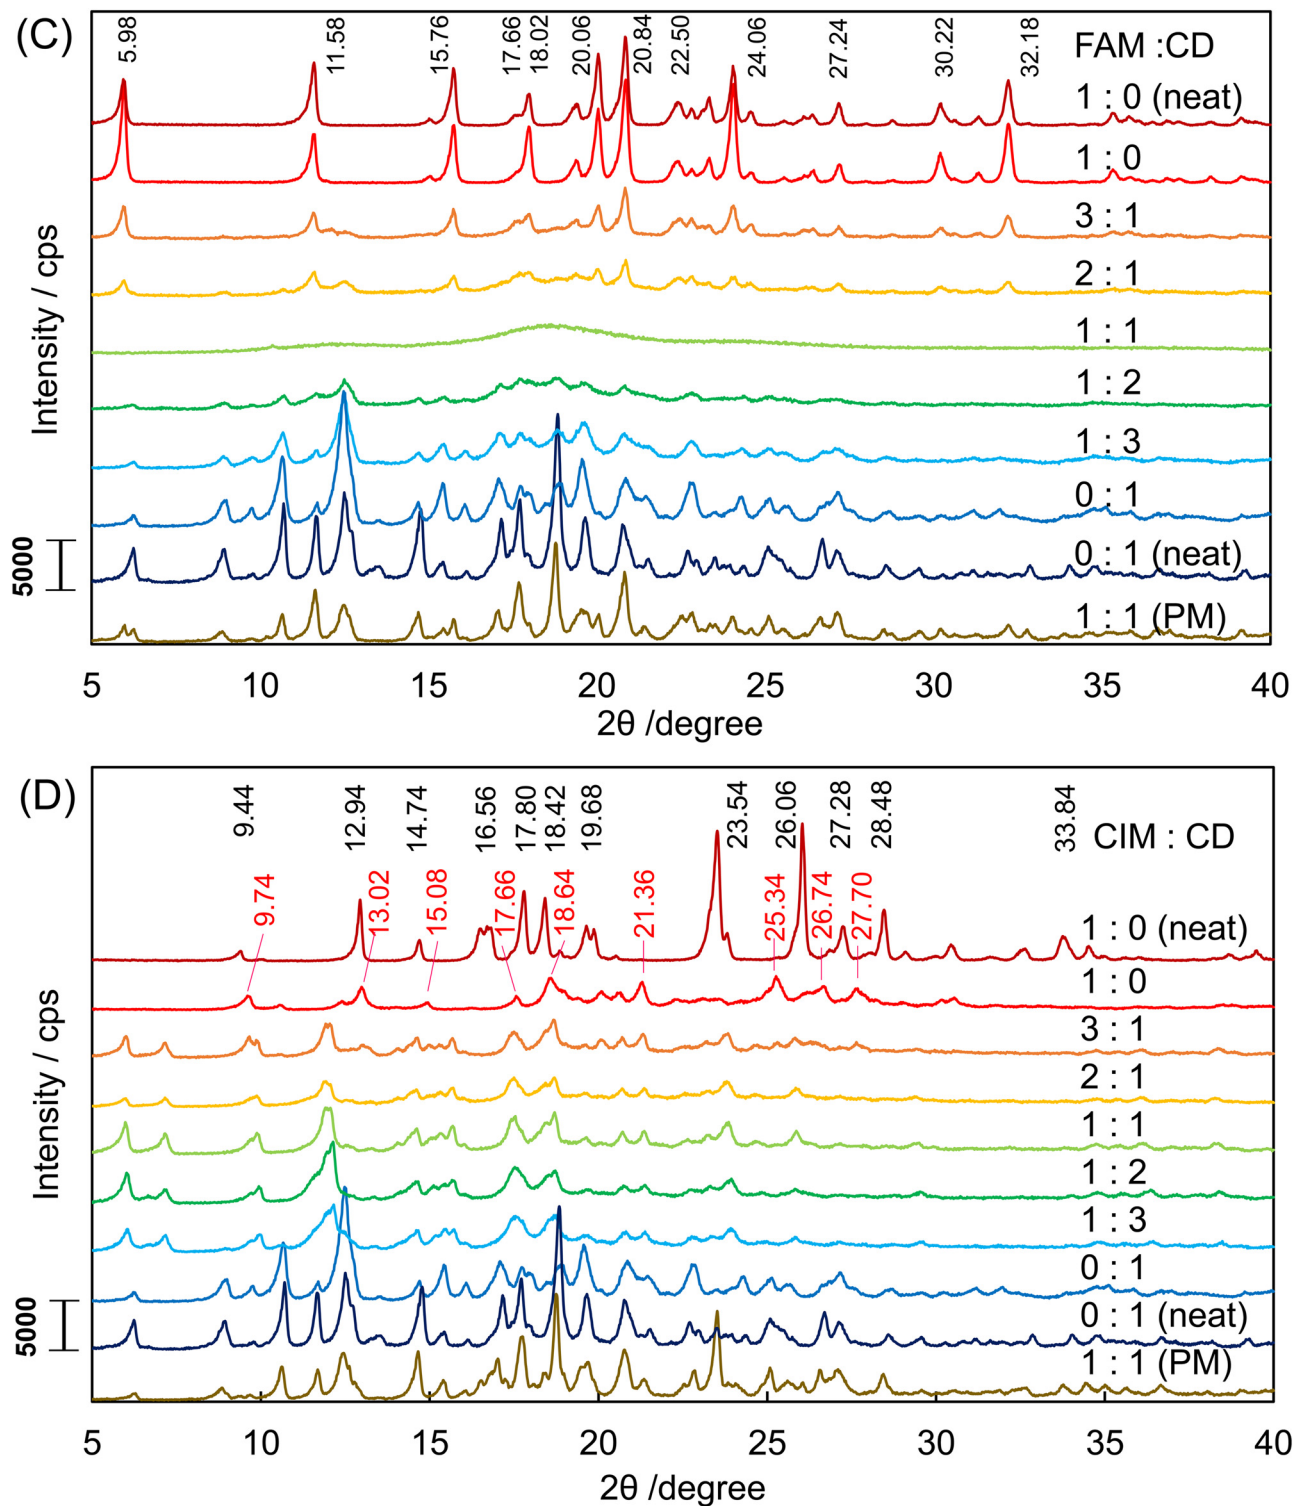 (C)
5.98
11.58
15.76
17.66
18.02
20.06
20.84
22.50
24.06
27.24
30.22
32.18
FAM :CD
1 : 0 (neat)
1 : 0
3 : 1
2 : 1
1 : 1
1 : 2
1 : 3
0 : 1
0 : 1 (neat)
1 : 1 (PM)
Intensity / cps
5000
5 10 15 20 25 30 35 40
2θ /degree
(D)
9.44
12.94
14.74
16.56
17.80
18.42
19.68
23.54
26.06
27.28
28.48
33.84
CIM : CD
9.74
13.02
15.08
17.66
18.64
21.36
25.34
26.74
27.70
1 : 0 (neat)
1 : 0
3 : 1
2 : 1
1 : 1
1 : 2
1 : 3
0 : 1
0 : 1 (neat)
1 : 1 (PM)
Intensity / cps
5000
5 10 15 20 25 30 35 40
2θ /degree